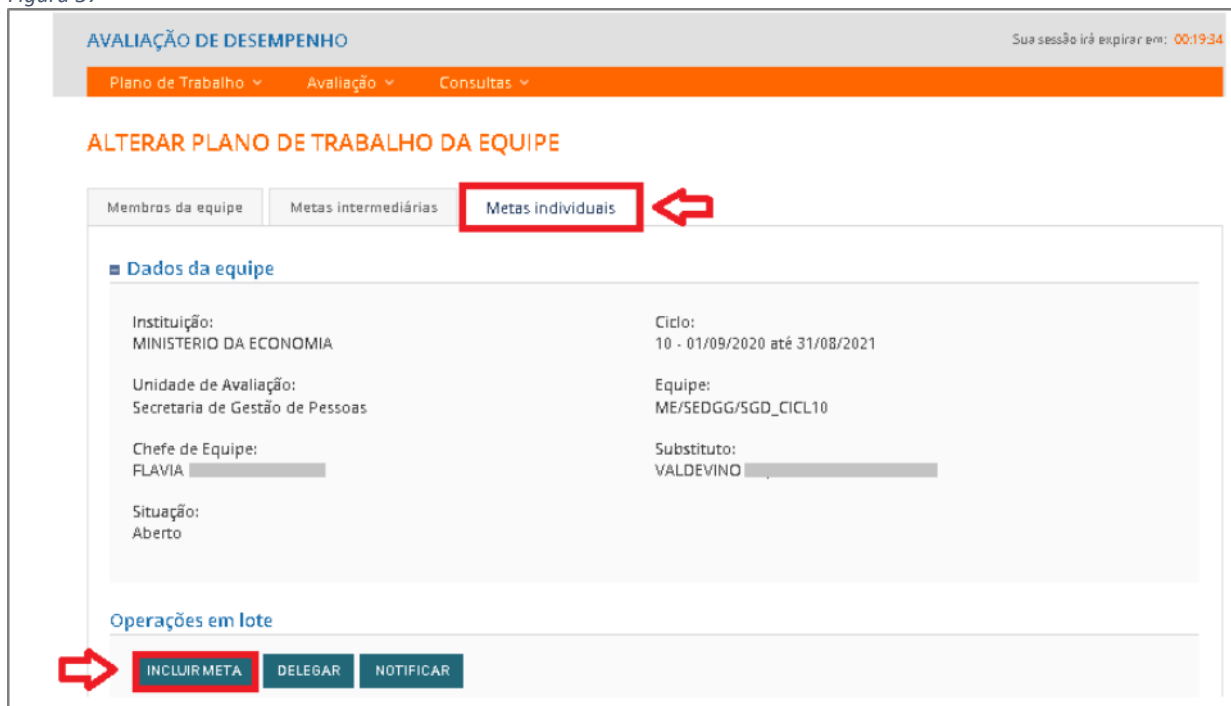 AVALIAÇÃO DE DESEMPENHO
Sua sessão irá expirar em: 00:19:34
Plano de Trabalho Avaliação Consultas
ALTERAR PLANO DE TRABALHO DA EQUIPE
Membros da equipe Metas intermediárias Metas individuais
Dados da equipe
Instituição:
MINISTERIO DA ECONOMIA
Ciclo:
10 - 01/09/2020 até 31/08/2021
Unidade de Avaliação:
Secretaria de Gestão de Pessoas
Equipe:
ME/SEDGG/SGD_CICL10
Chefe de Equipe:
FLAVIA
Substituto:
VALDEVINO
Situação:
Aberto
Operações em lote
INCLUIR META DELEGAR NOTIFICAR